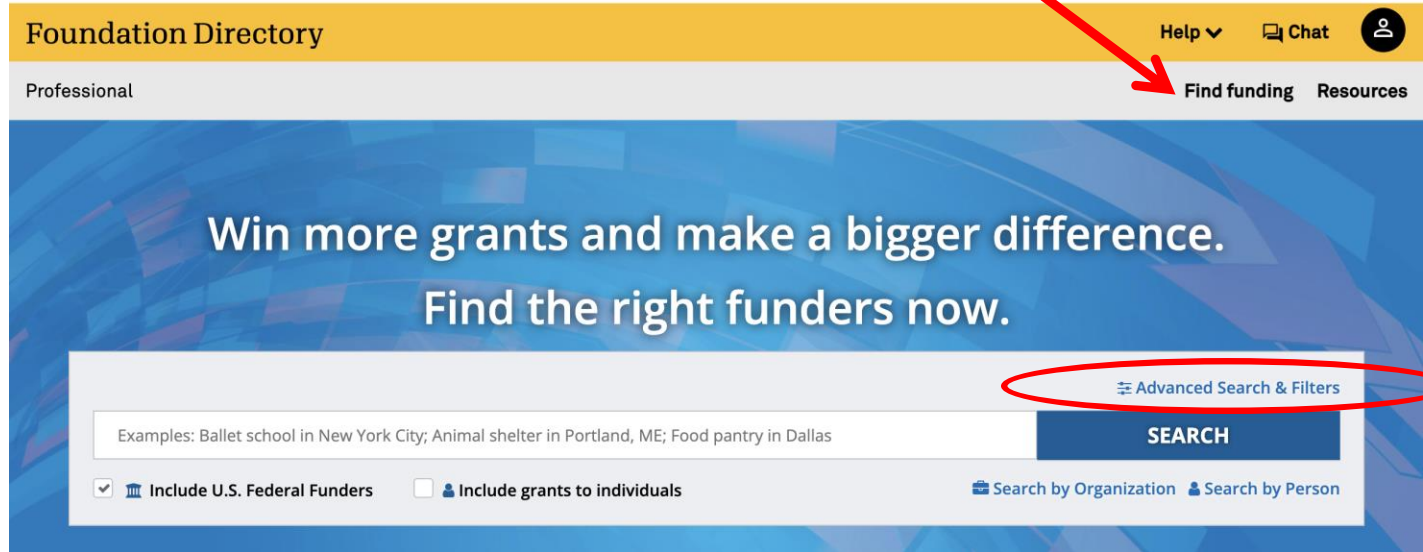 Foundation Directory
Help Chat
Professional
Find funding Resources
Win more grants and make a bigger difference.
Find the right funders now.
Advanced Search & Filters
Examples: Ballet school in New York City; Animal shelter in Portland, ME; Food pantry in Dallas
SEARCH
Include U.S. Federal Funders Include grants to individuals Search by Organization Search by Person